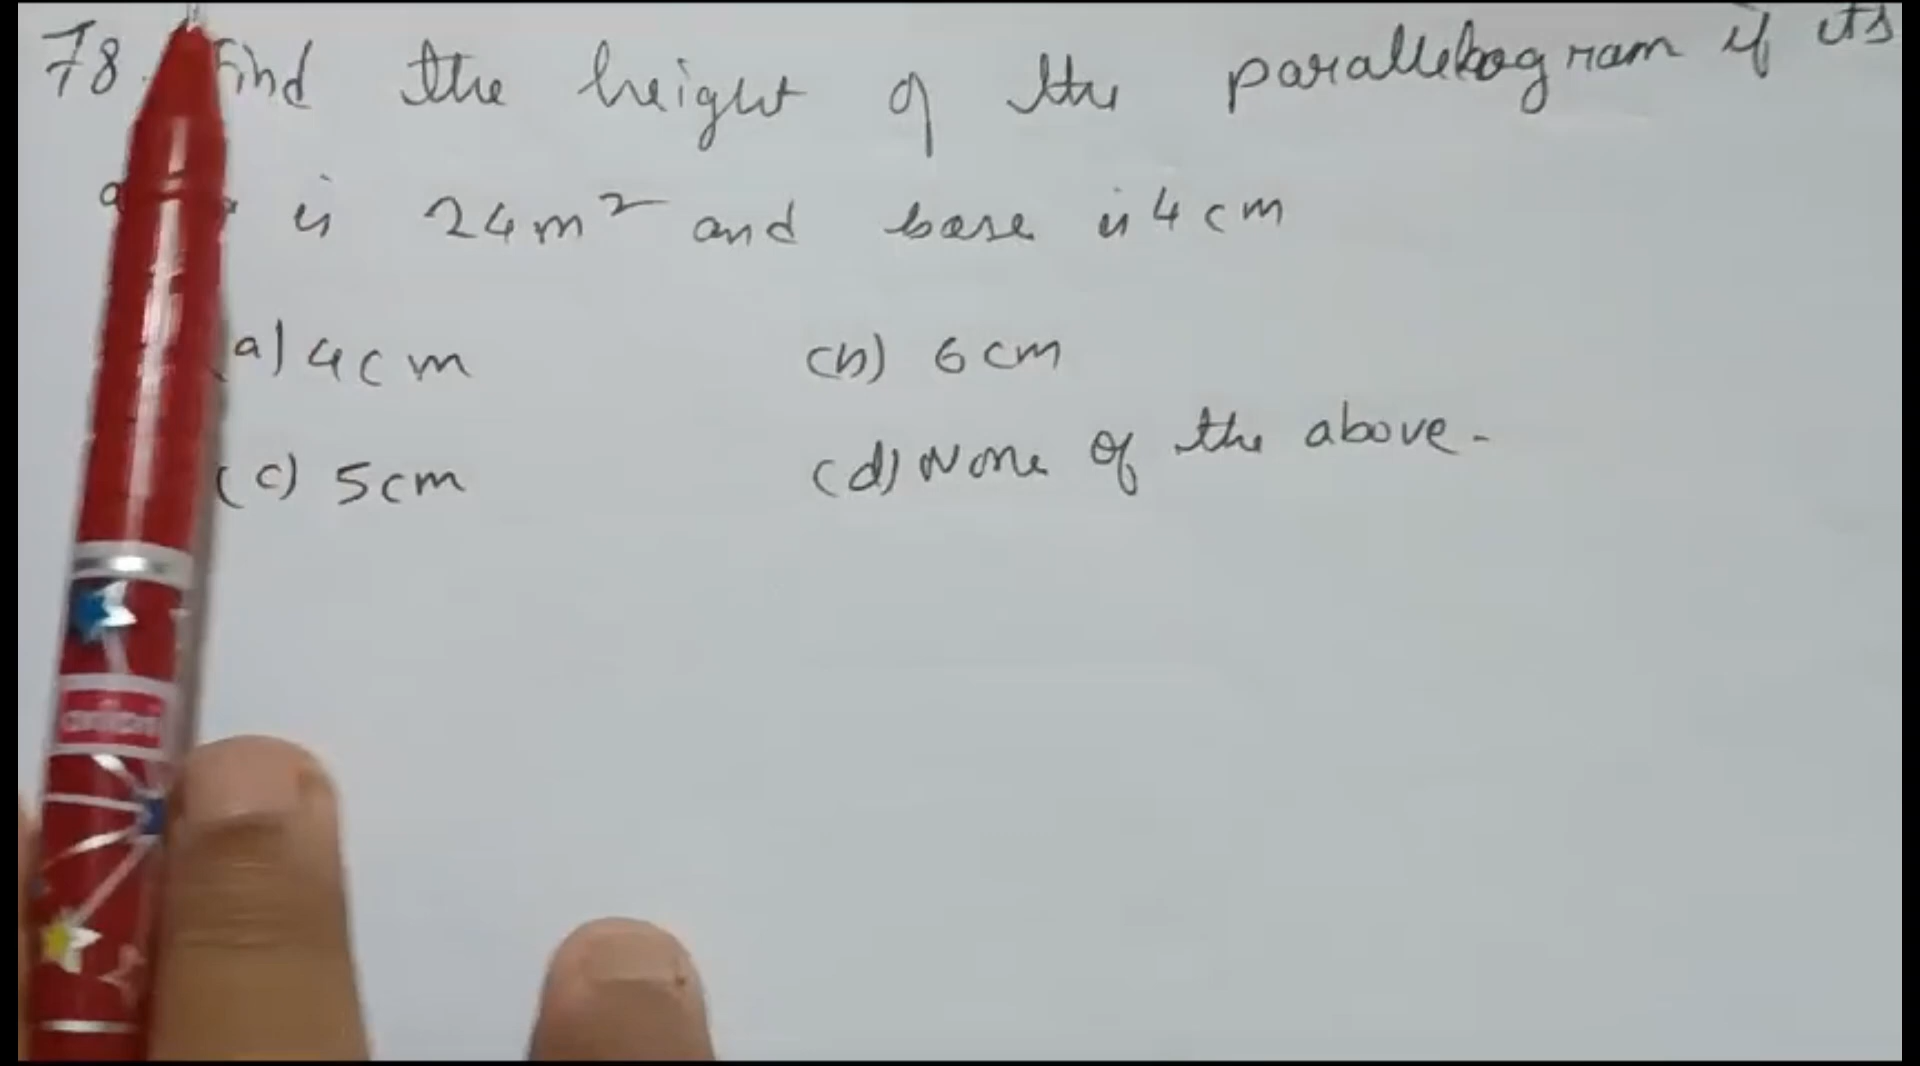 78. Find the height of the parallelogram if its
is 24m² and base is 4cm
(a) 4cm (b) 6cm
(c) 5cm (d) None of the above.